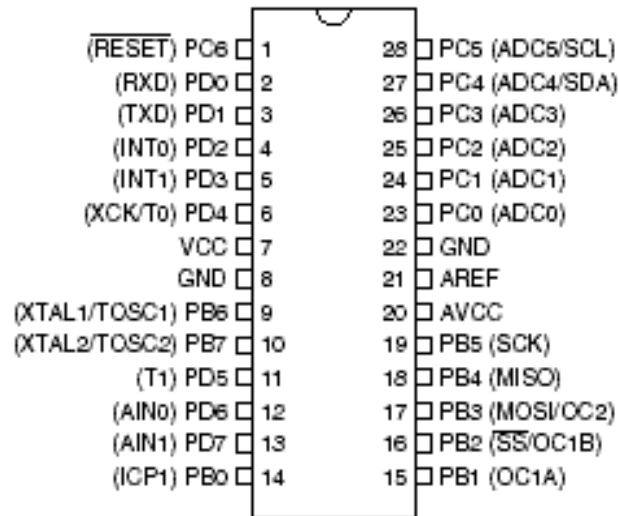 (RESET) PC6 1 28 PC5 (ADC5/SCL)
(RXD) PD0 2 27 PC4 (ADC4/SDA)
(TXD) PD1 3 26 PC3 (ADC3)
(INT0) PD2 4 25 PC2 (ADC2)
(INT1) PD3 5 24 PC1 (ADC1)
(XCK/T0) PD4 6 23 PC0 (ADC0)
VCC 7 22 GND
GND 8 21 AREF
(XTAL1/TOSC1) PB6 9 20 AVCC
(XTAL2/TOSC2) PB7 10 19 PB5 (SCK)
(T1) PD5 11 18 PB4 (MISO)
(AIN0) PD6 12 17 PB3 (MOSI/OC2)
(AIN1) PD7 13 16 PB2 (SS/OC1B)
(ICP1) PB0 14 15 PB1 (OC1A)